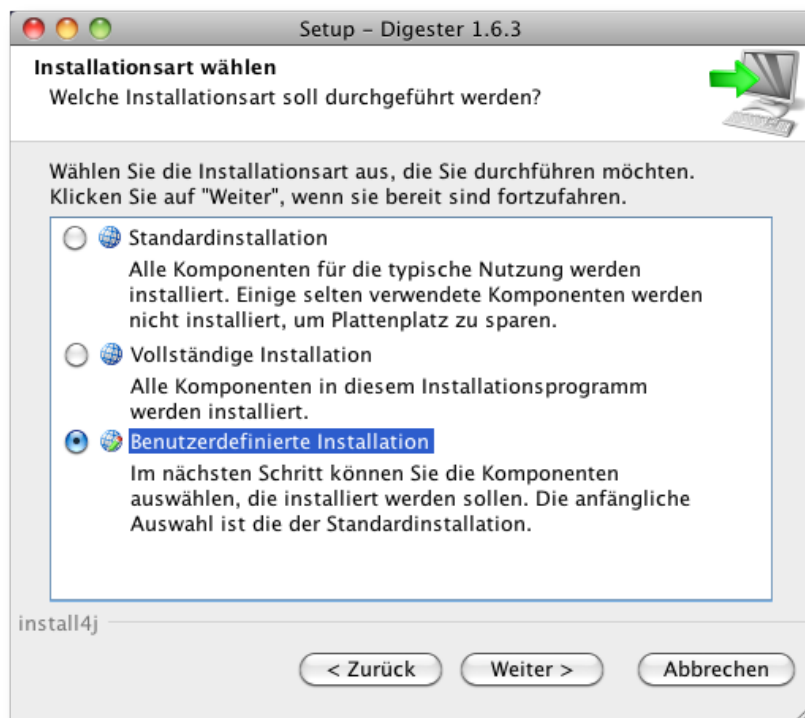 Setup – Digester 1.6.3
Installationsart wählen
Welche Installationsart soll durchgeführt werden?
Wählen Sie die Installationsart aus, die Sie durchführen möchten.
Klicken Sie auf "Weiter", wenn sie bereit sind fortzufahren.
Standardinstallation
Alle Komponenten für die typische Nutzung werden
installiert. Einige selten verwendete Komponenten werden
nicht installiert, um Plattenplatz zu sparen.
Vollständige Installation
Alle Komponenten in diesem Installationsprogramm
werden installiert.
Benutzerdefinierte Installation
Im nächsten Schritt können Sie die Komponenten
auswählen, die installiert werden sollen. Die anfängliche
Auswahl ist die der Standardinstallation.
install4j
< Zurück
Weiter >
Abbrechen